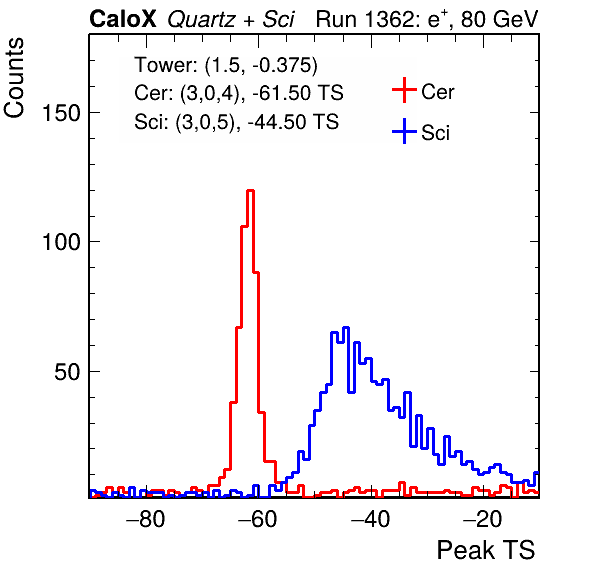 CaloX Quartz + Sci Run 1362: e+, 80 GeV
Counts
Tower: (1.5, -0.375)
Cer: (3,0,4), -61.50 TS
Sci: (3,0,5), -44.50 TS
Cer
Sci
150
100
50
−80 −60 −40 −20
Peak TS